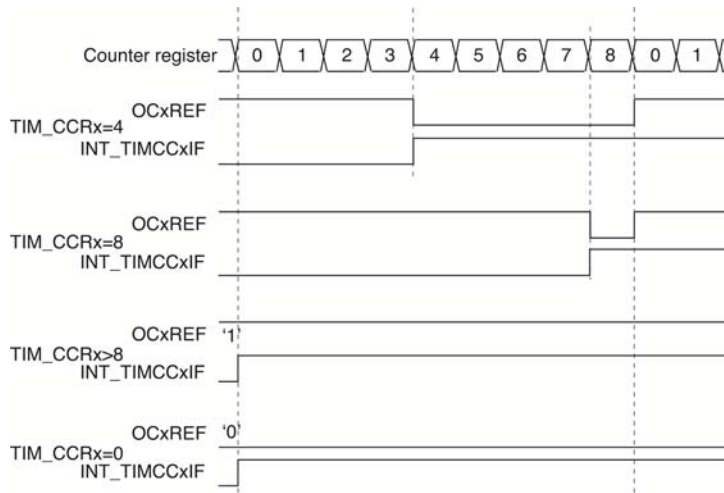 Counter register 0 1 2 3 4 5 6 7 8 0 1
OCxREF
TIM_CCRx=4
INT_TIMCCxIF
OCxREF
TIM_CCRx=8
INT_TIMCCxIF
OCxREF '1'
TIM_CCRx>8
INT_TIMCCxIF
OCxREF '0'
TIM_CCRx=0
INT_TIMCCxIF